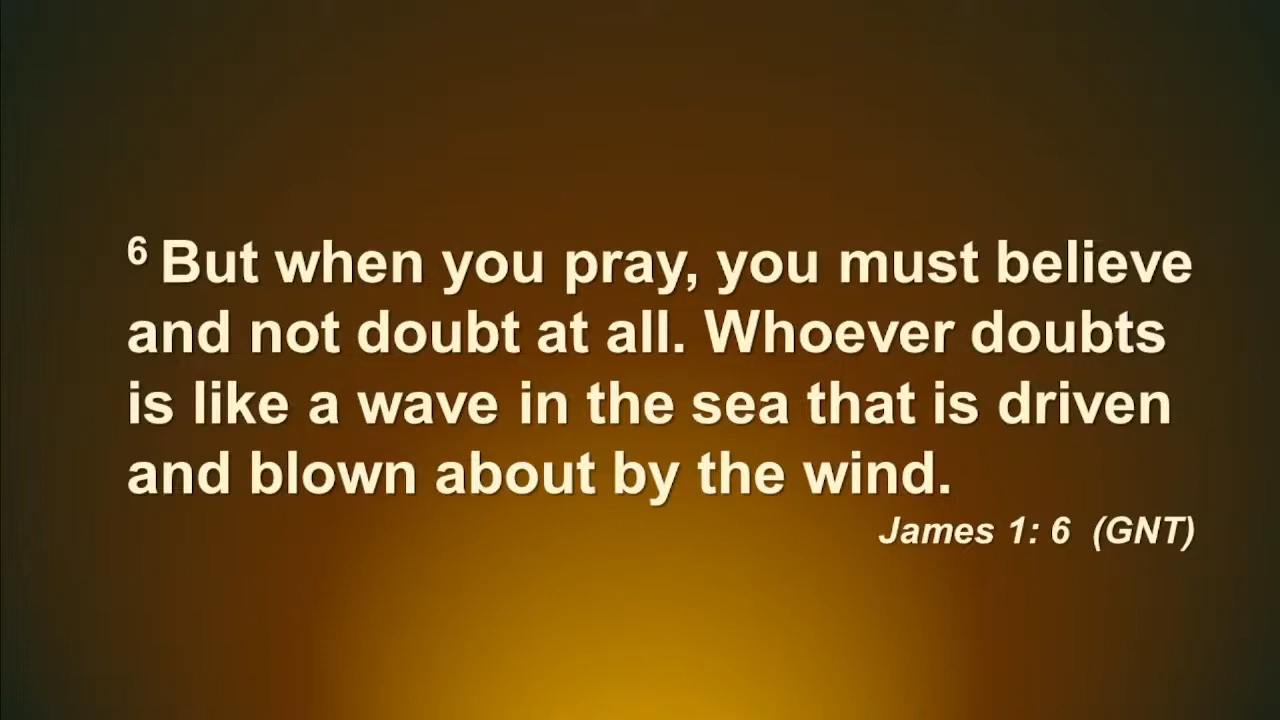 6 But when you pray, you must believe
and not doubt at all. Whoever doubts
is like a wave in the sea that is driven
and blown about by the wind.
James 1: 6 (GNT)